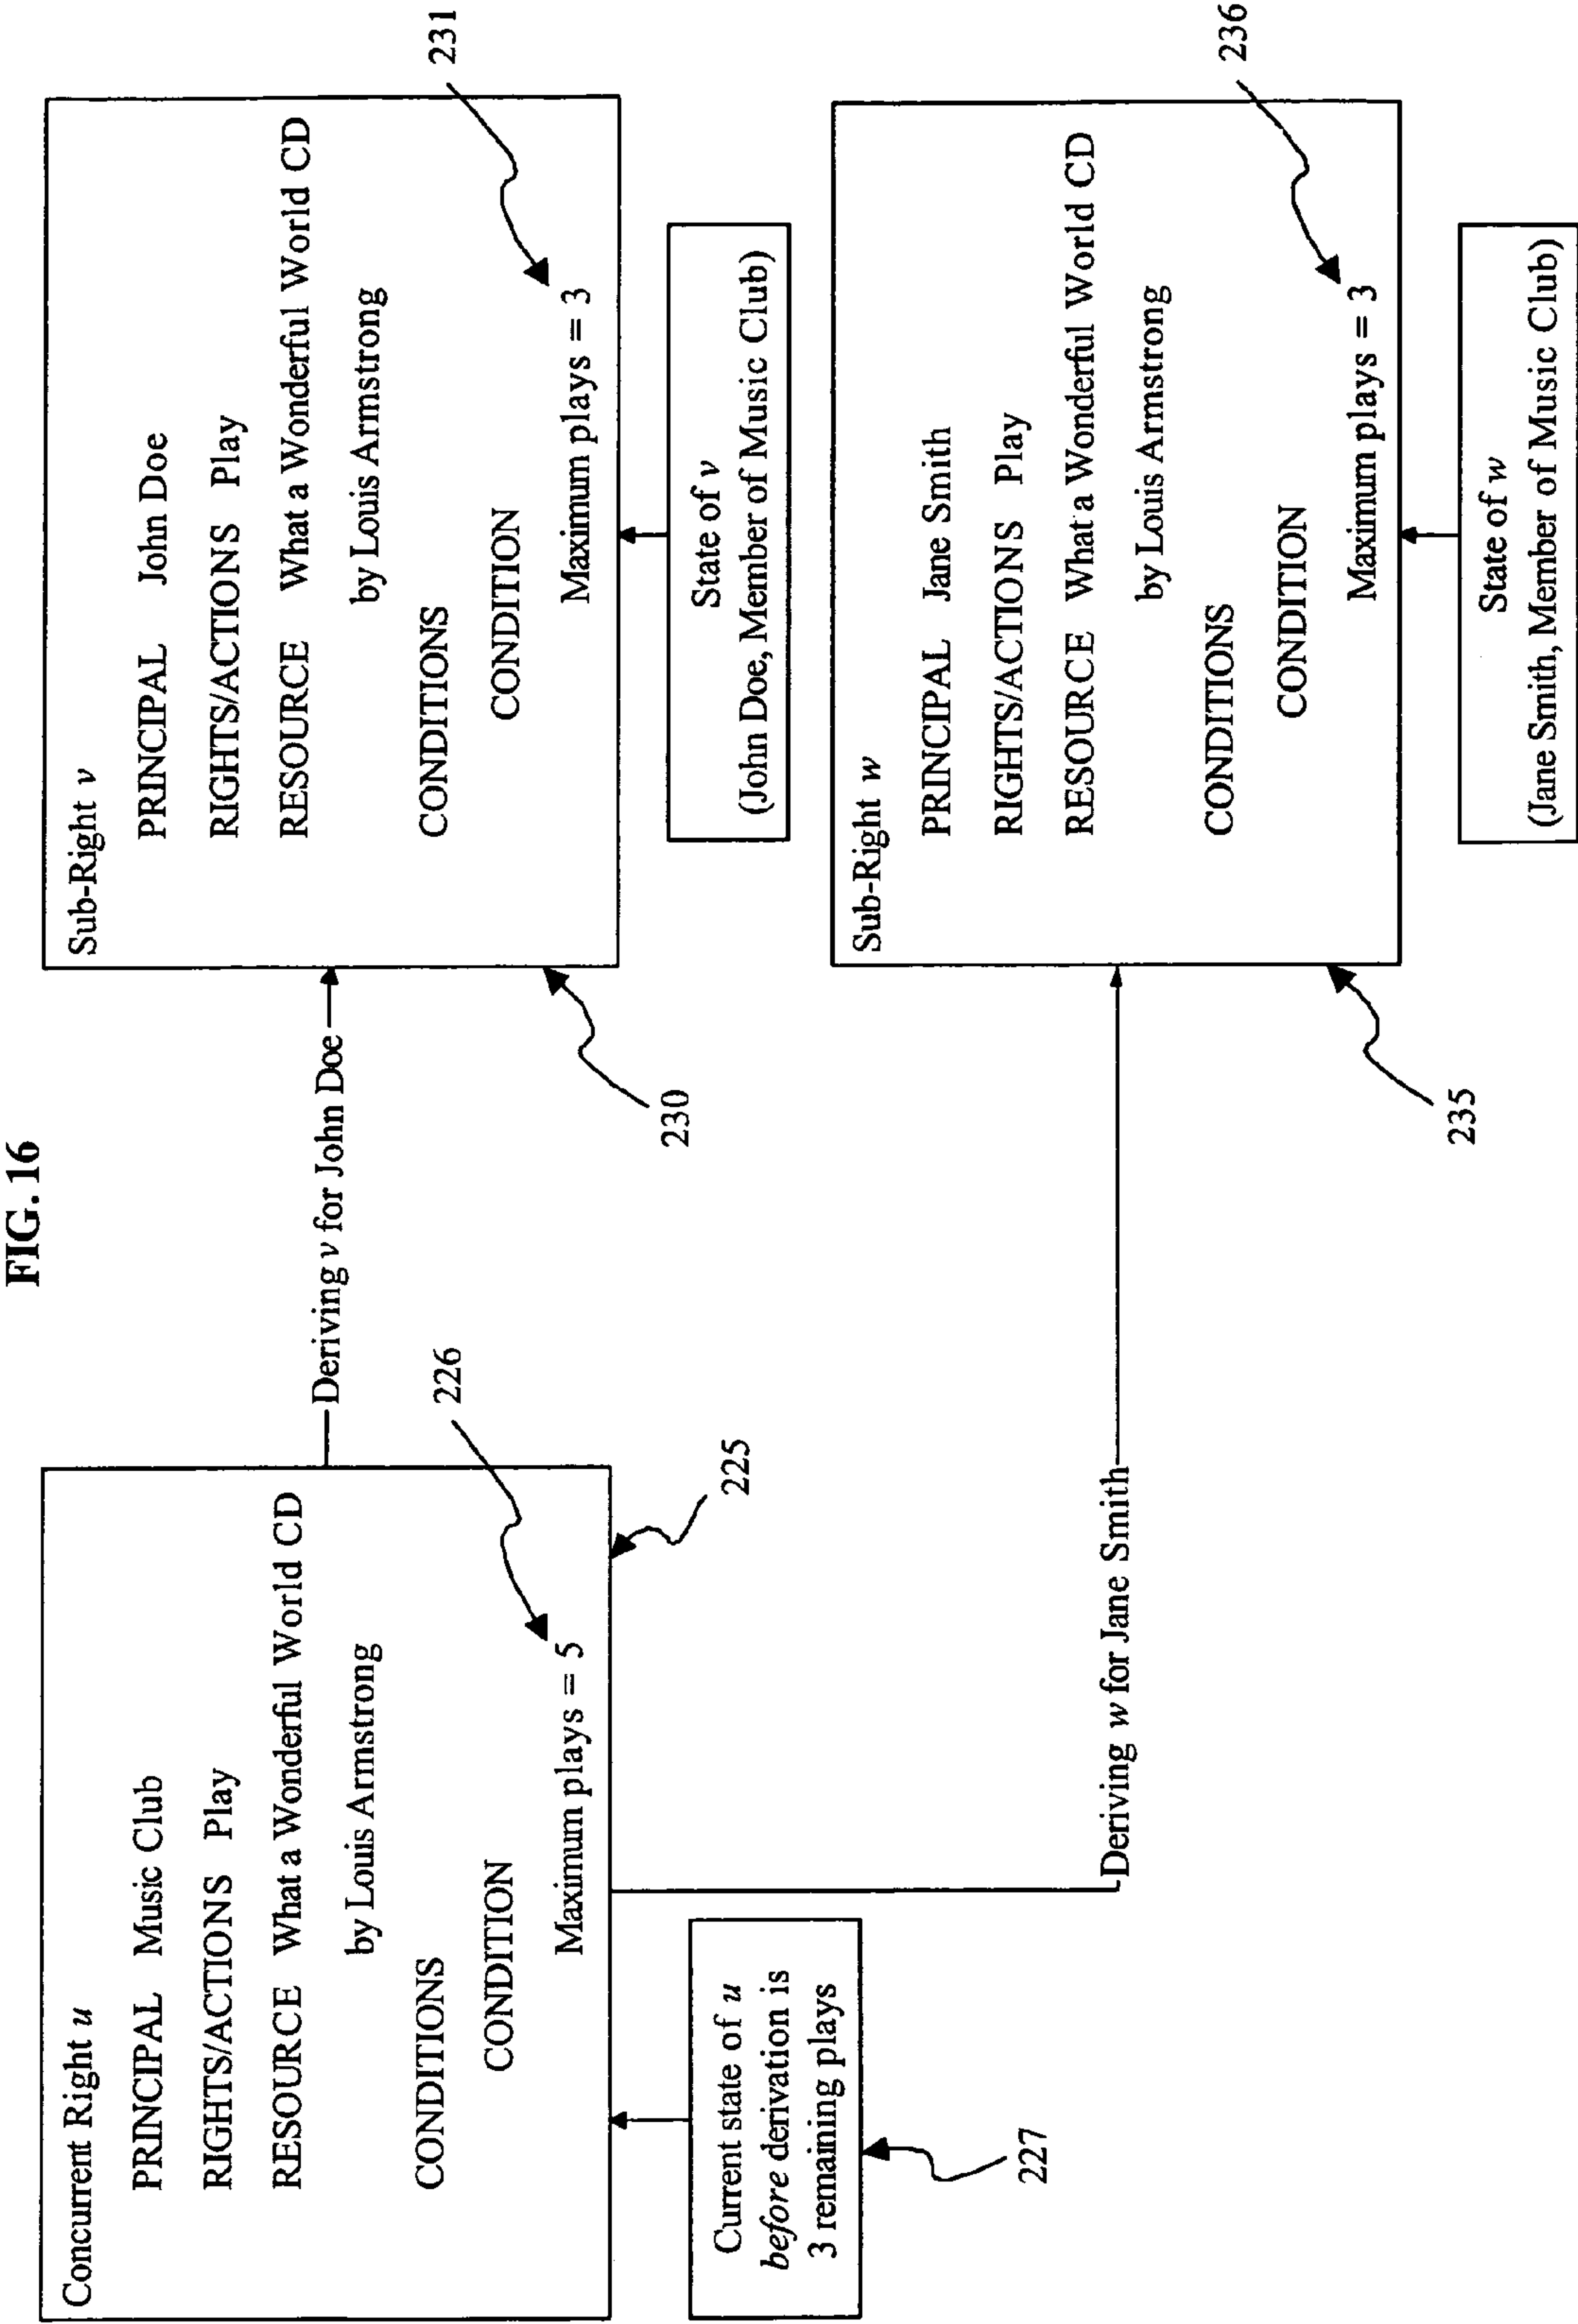 FIG. 16
Concurrent Right u
PRINCIPAL Music Club
RIGHTS/ACTIONS Play
RESOURCE What a Wonderful World CD
by Louis Armstrong
CONDITIONS
CONDITION
Maximum plays = 5
226
225
Current state of u
before derivation is
3 remaining plays
227
Deriving v for John Doe
Deriving w for Jane Smith
Sub-Right v
PRINCIPAL John Doe
RIGHTS/ACTIONS Play
RESOURCE What a Wonderful World CD
by Louis Armstrong
CONDITIONS
CONDITION
Maximum plays = 3
231
230
State of v
(John Doe, Member of Music Club)
Sub-Right w
PRINCIPAL Jane Smith
RIGHTS/ACTIONS Play
RESOURCE What a Wonderful World CD
by Louis Armstrong
CONDITIONS
CONDITION
Maximum plays = 3
236
235
State of w
(Jane Smith, Member of Music Club)